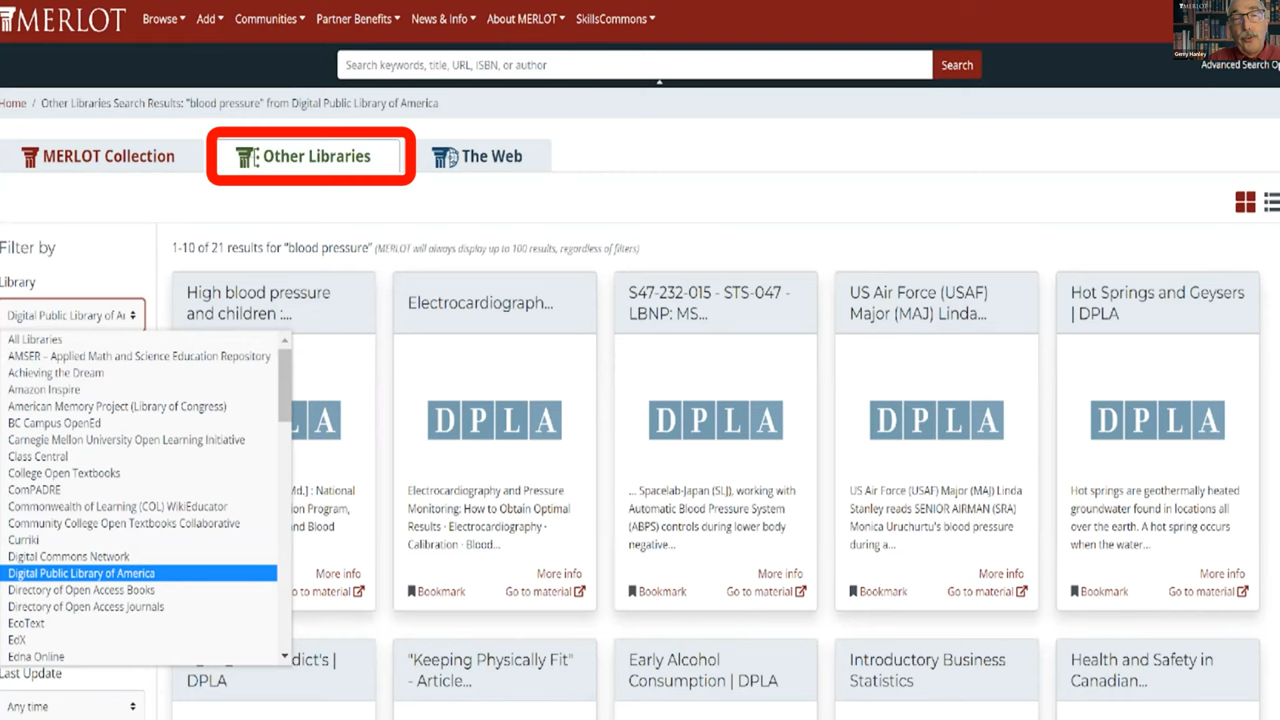 MERLOT
Browse Add Communities Partner Benefits News & Info About MERLOT SkillsCommons
MERLOT
Gerry Hanley
Search keywords, title, URL, ISBN, or author
Search
Advanced Search Op
Home / Other Libraries Search Results: "blood pressure" from Digital Public Library of America
MERLOT Collection
Other Libraries
The Web
Filter by
1-10 of 21 results for "blood pressure" (MERLOT will always display up to 100 results, regardless of filters)
Library
Digital Public Library of Ar
All Libraries
AMSER – Applied Math and Science Education Repository
Achieving the Dream
Amazon Inspire
American Memory Project (Library of Congress)
BC Campus OpenEd
Carnegie Mellon University Open Learning Initiative
Class Central
College Open Textbooks
ComPADRE
Commonwealth of Learning (COL) WikiEducator
Community College Open Textbooks Collaborative
Curriki
Digital Commons Network
Digital Public Library of America
Directory of Open Access Books
Directory of Open Access Journals
EcoText
EdX
Edna Online
Last Update
Any time
High blood pressure
and children :...
L A
Md.] : National
on Program,
and Blood
More info
o to material
Electrocardiograph...
DPLA
Electrocardiography and Pressure
Monitoring: How to Obtain Optimal
Results · Electrocardiography ·
Calibration · Blood...
More info
Bookmark Go to material
S47-232-015 - STS-047 -
LBNP: MS...
DPLA
... Spacelab-Japan (SLJ), working with
Automatic Blood Pressure System
(ABPS) controls during lower body
negative...
More info
Bookmark Go to material
US Air Force (USAF)
Major (MAJ) Linda...
DPLA
US Air Force (USAF) Major (MAJ) Linda
Stanley reads SENIOR AIRMAN (SRA)
Monica Uruchurtu's blood pressure
during a...
More info
Bookmark Go to material
Hot Springs and Geysers
| DPLA
DPLA
Hot springs are geothermally heated
groundwater found in locations all
over the earth. A hot spring occurs
when the water...
More info
Bookmark Go to material
dict's |
DPLA
"Keeping Physically Fit"
- Article...
Early Alcohol
Consumption | DPLA
Introductory Business
Statistics
Health and Safety in
Canadian...